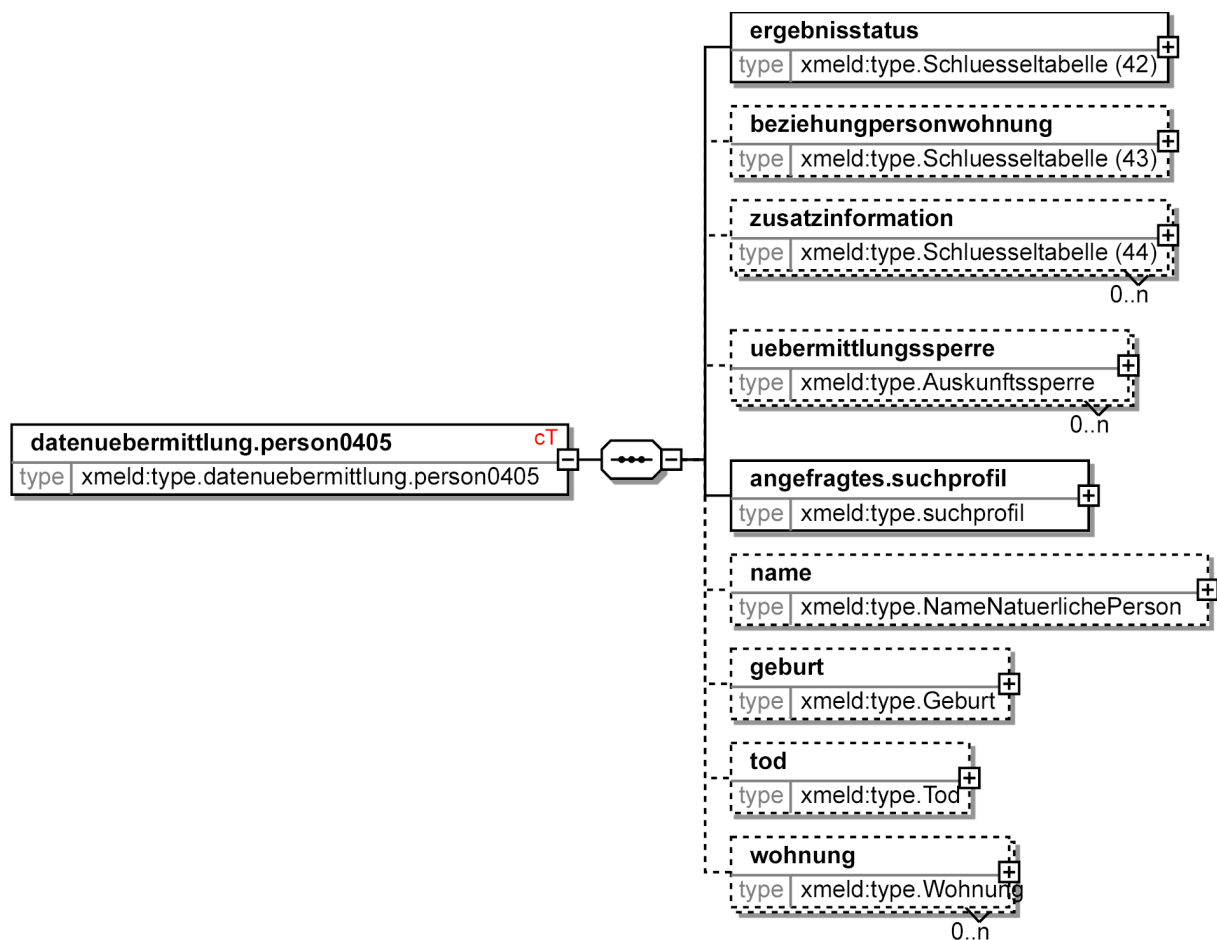 ergebnisstatus
type xmeld:type.Schluesseltabelle (42)
beziehungpersonwohnung
type xmeld:type.Schluesseltabelle (43)
zusatzinformation
type xmeld:type.Schluesseltabelle (44)
0..n
uebermittlungssperre
type xmeld:type.Auskunftssperre
0..n
datenuebermittlung.person0405 cT
type xmeld:type.datenuebermittlung.person0405
angefragtes.suchprofil
type xmeld:type.suchprofil
name
type xmeld:type.NameNatuerlichePerson
geburt
type xmeld:type.Geburt
tod
type xmeld:type.Tod
wohnung
type xmeld:type.Wohnung
0..n